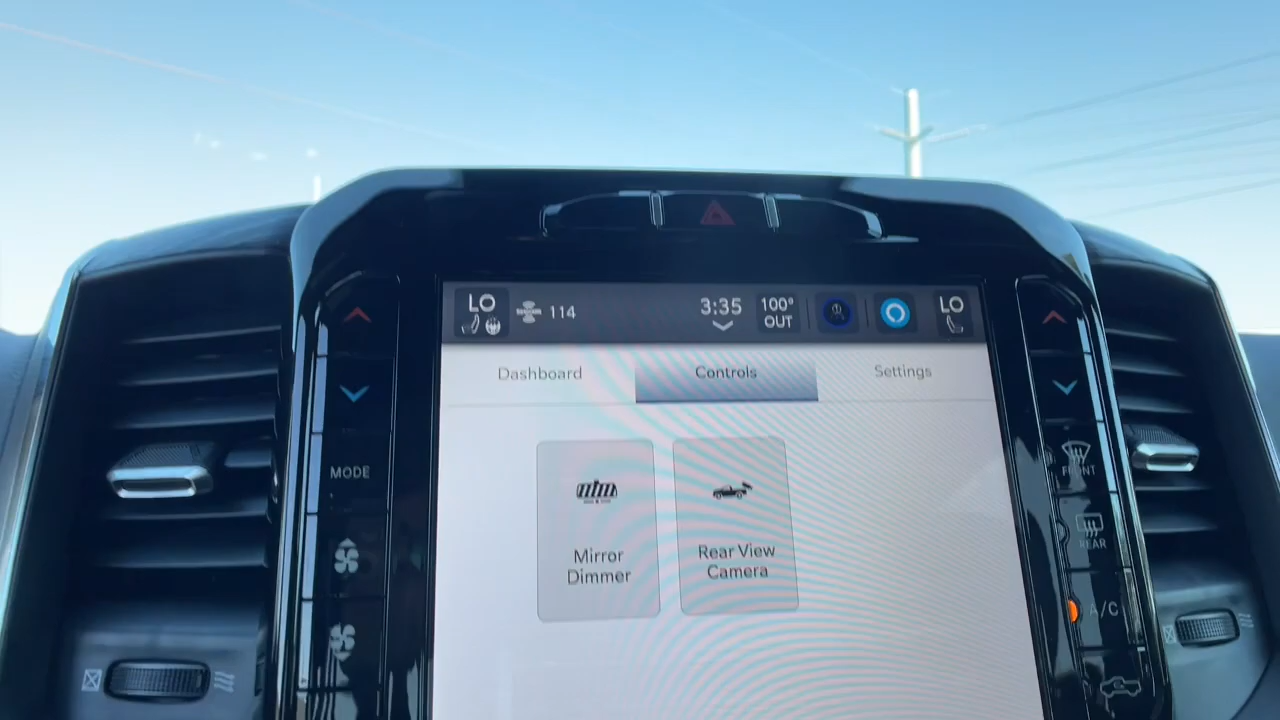 LO
114
3:35
100°
OUT
LO
Dashboard
Controls
Settings
MODE
Mirror
Dimmer
Rear View
Camera
FRONT
REAR
A/C